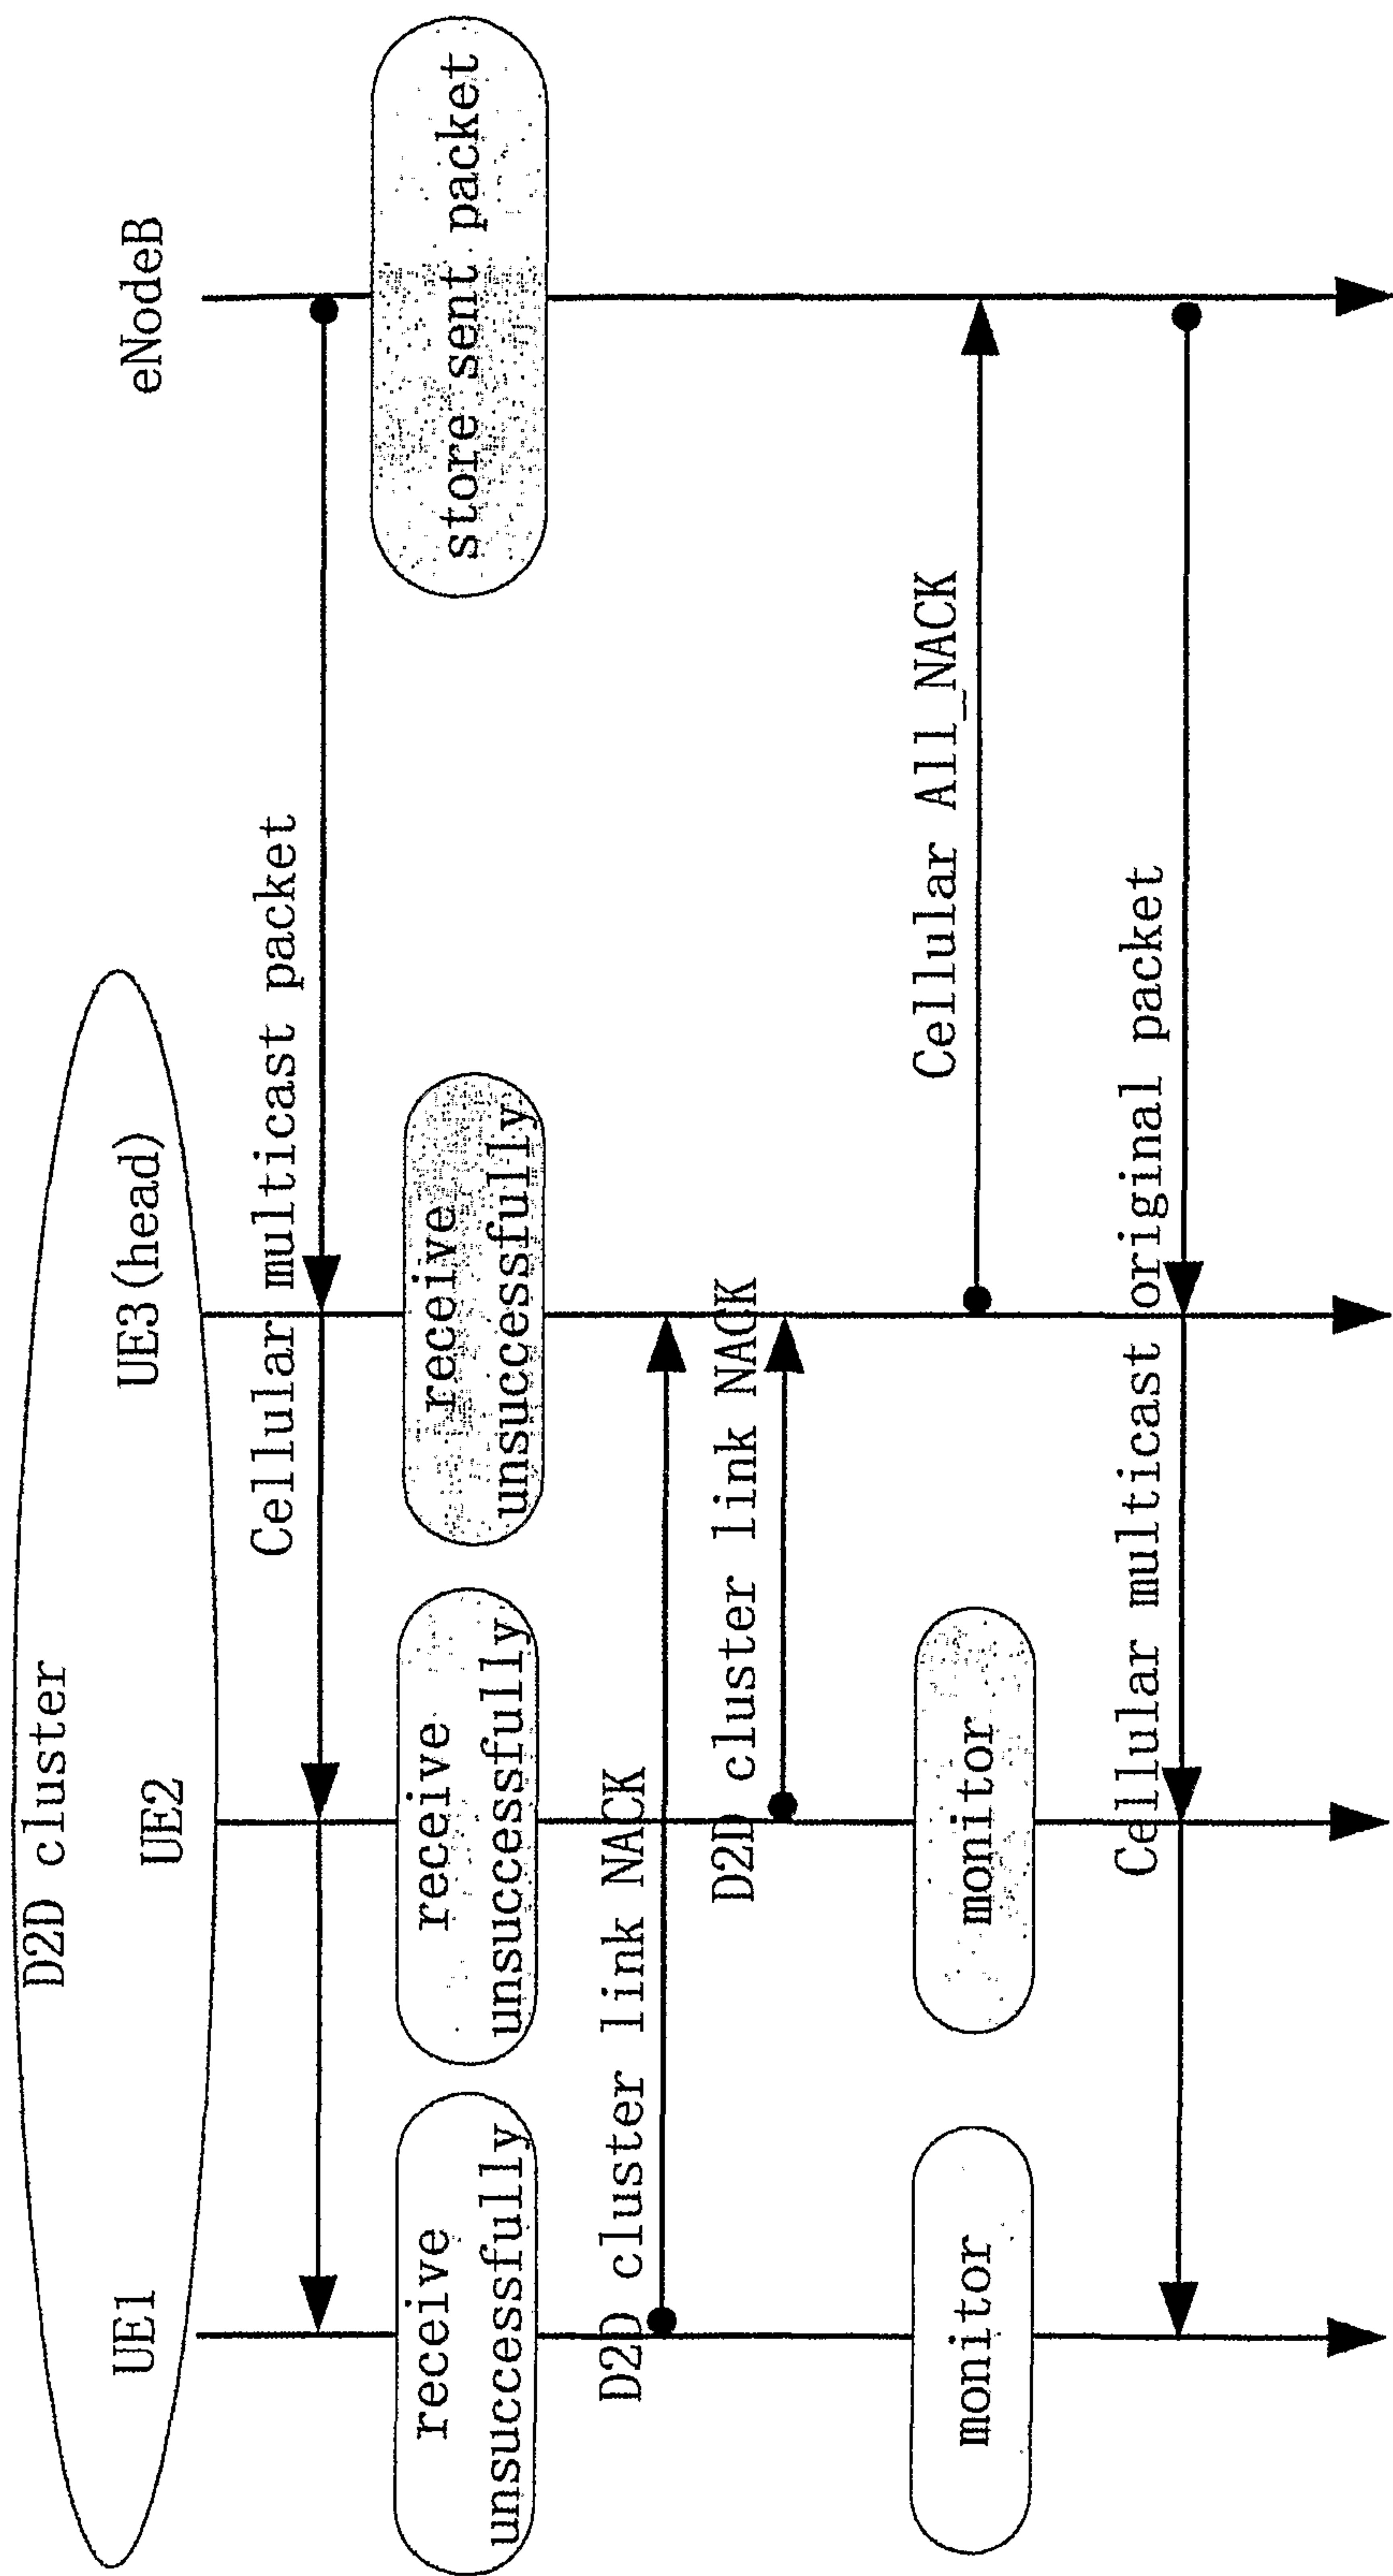 D2D cluster
UE1
UE2
UE3(head)
eNodeB
Cellular multicast packet
receive
unsuccessfully
receive
unsuccessfully
receive
unsuccessfully
store sent packet
D2D cluster link NACK
D2D cluster link NACK
monitor
monitor
Cellular All_NACK
Cellular multicast original packet